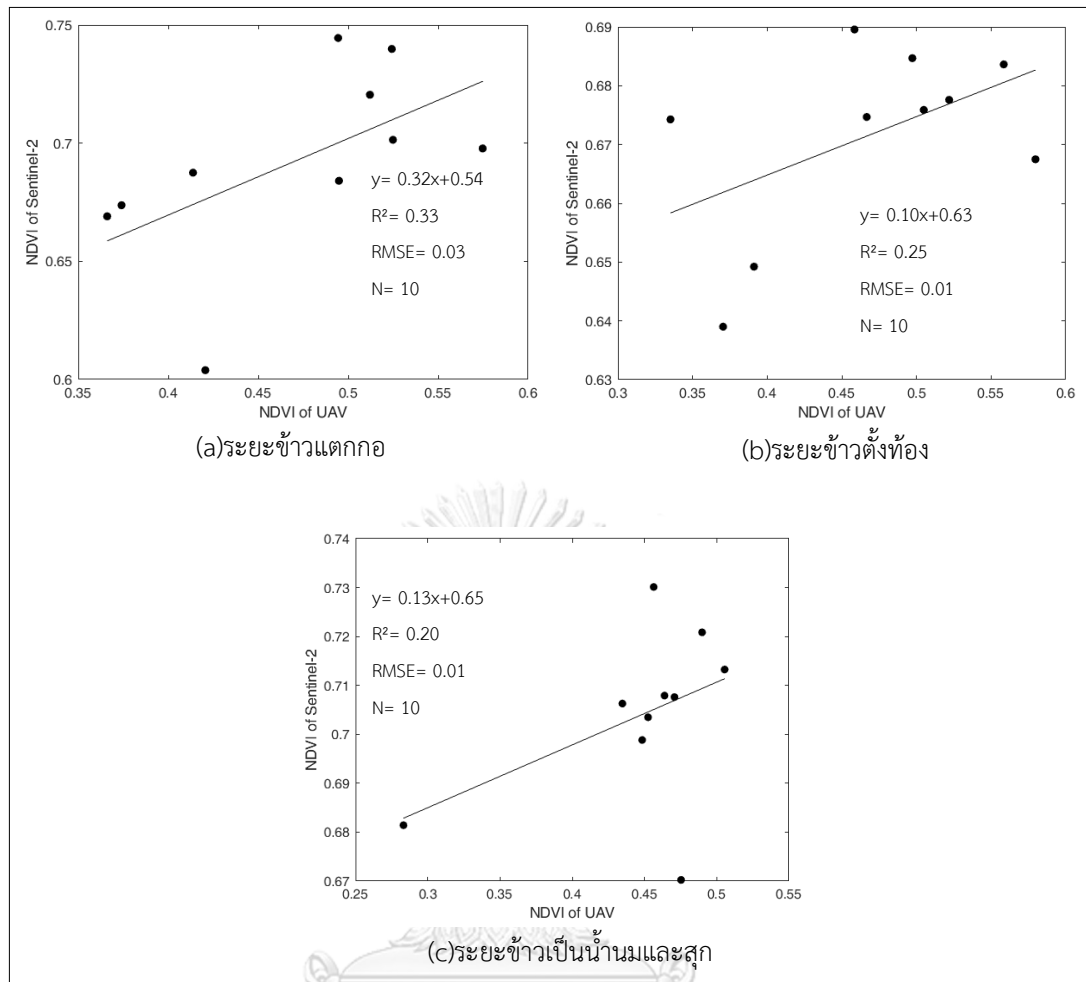 0.75
0.7
0.65
0.6
NDVI of Sentinel-2
y= 0.32x+0.54
R²= 0.33
RMSE= 0.03
N= 10
0.35 0.4 0.45 0.5 0.55 0.6
NDVI of UAV
(a)ระยะข้าวแตกกอ
0.69
0.68
0.67
0.66
0.65
0.64
0.63
NDVI of Sentinel-2
y= 0.10x+0.63
R²= 0.25
RMSE= 0.01
N= 10
0.3 0.35 0.4 0.45 0.5 0.55 0.6
NDVI of UAV
(b)ระยะข้าวตั้งท้อง
0.74
0.73
0.72
0.71
0.7
0.69
0.68
0.67
NDVI of Sentinel-2
y= 0.13x+0.65
R²= 0.20
RMSE= 0.01
N= 10
0.25 0.3 0.35 0.4 0.45 0.5 0.55
NDVI of UAV
(c)ระยะข้าวเป็นน้ำนมและสุก